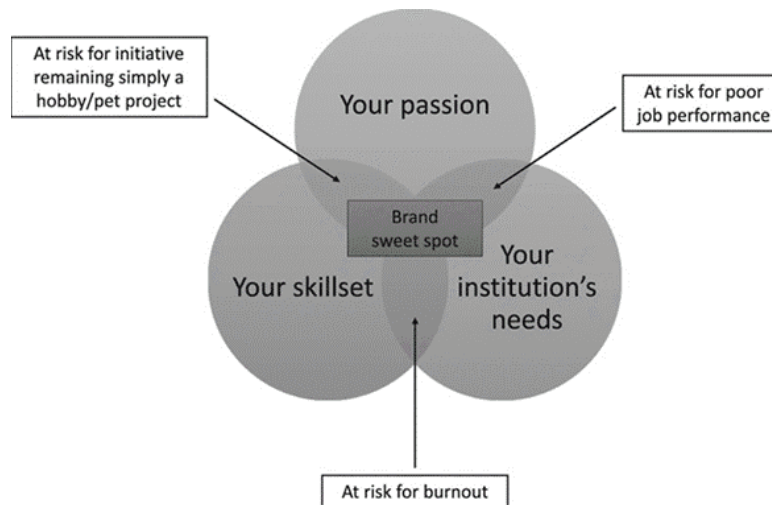 At risk for initiative
remaining simply a
hobby/pet project
Your passion
At risk for poor
job performance
Brand
sweet spot
Your skillset
Your
institution’s
needs
At risk for burnout